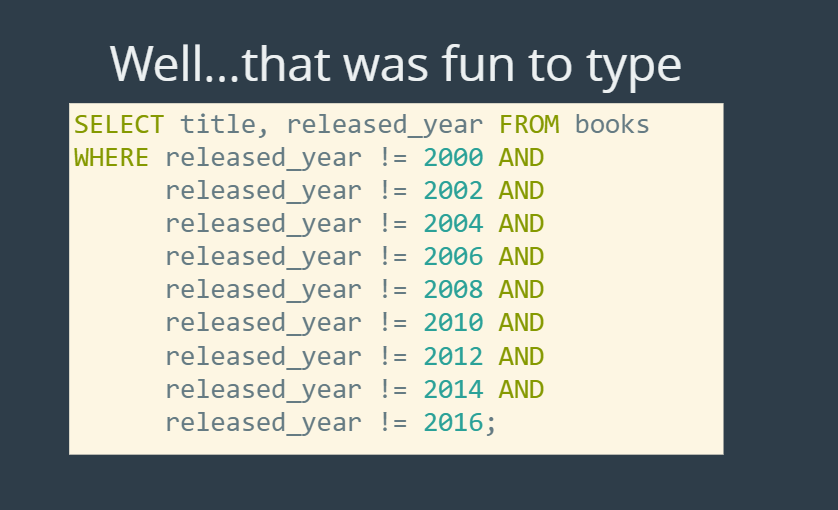 Well...that was fun to type
SELECT title, released_year FROM books
WHERE released_year != 2000 AND
      released_year != 2002 AND
      released_year != 2004 AND
      released_year != 2006 AND
      released_year != 2008 AND
      released_year != 2010 AND
      released_year != 2012 AND
      released_year != 2014 AND
      released_year != 2016;